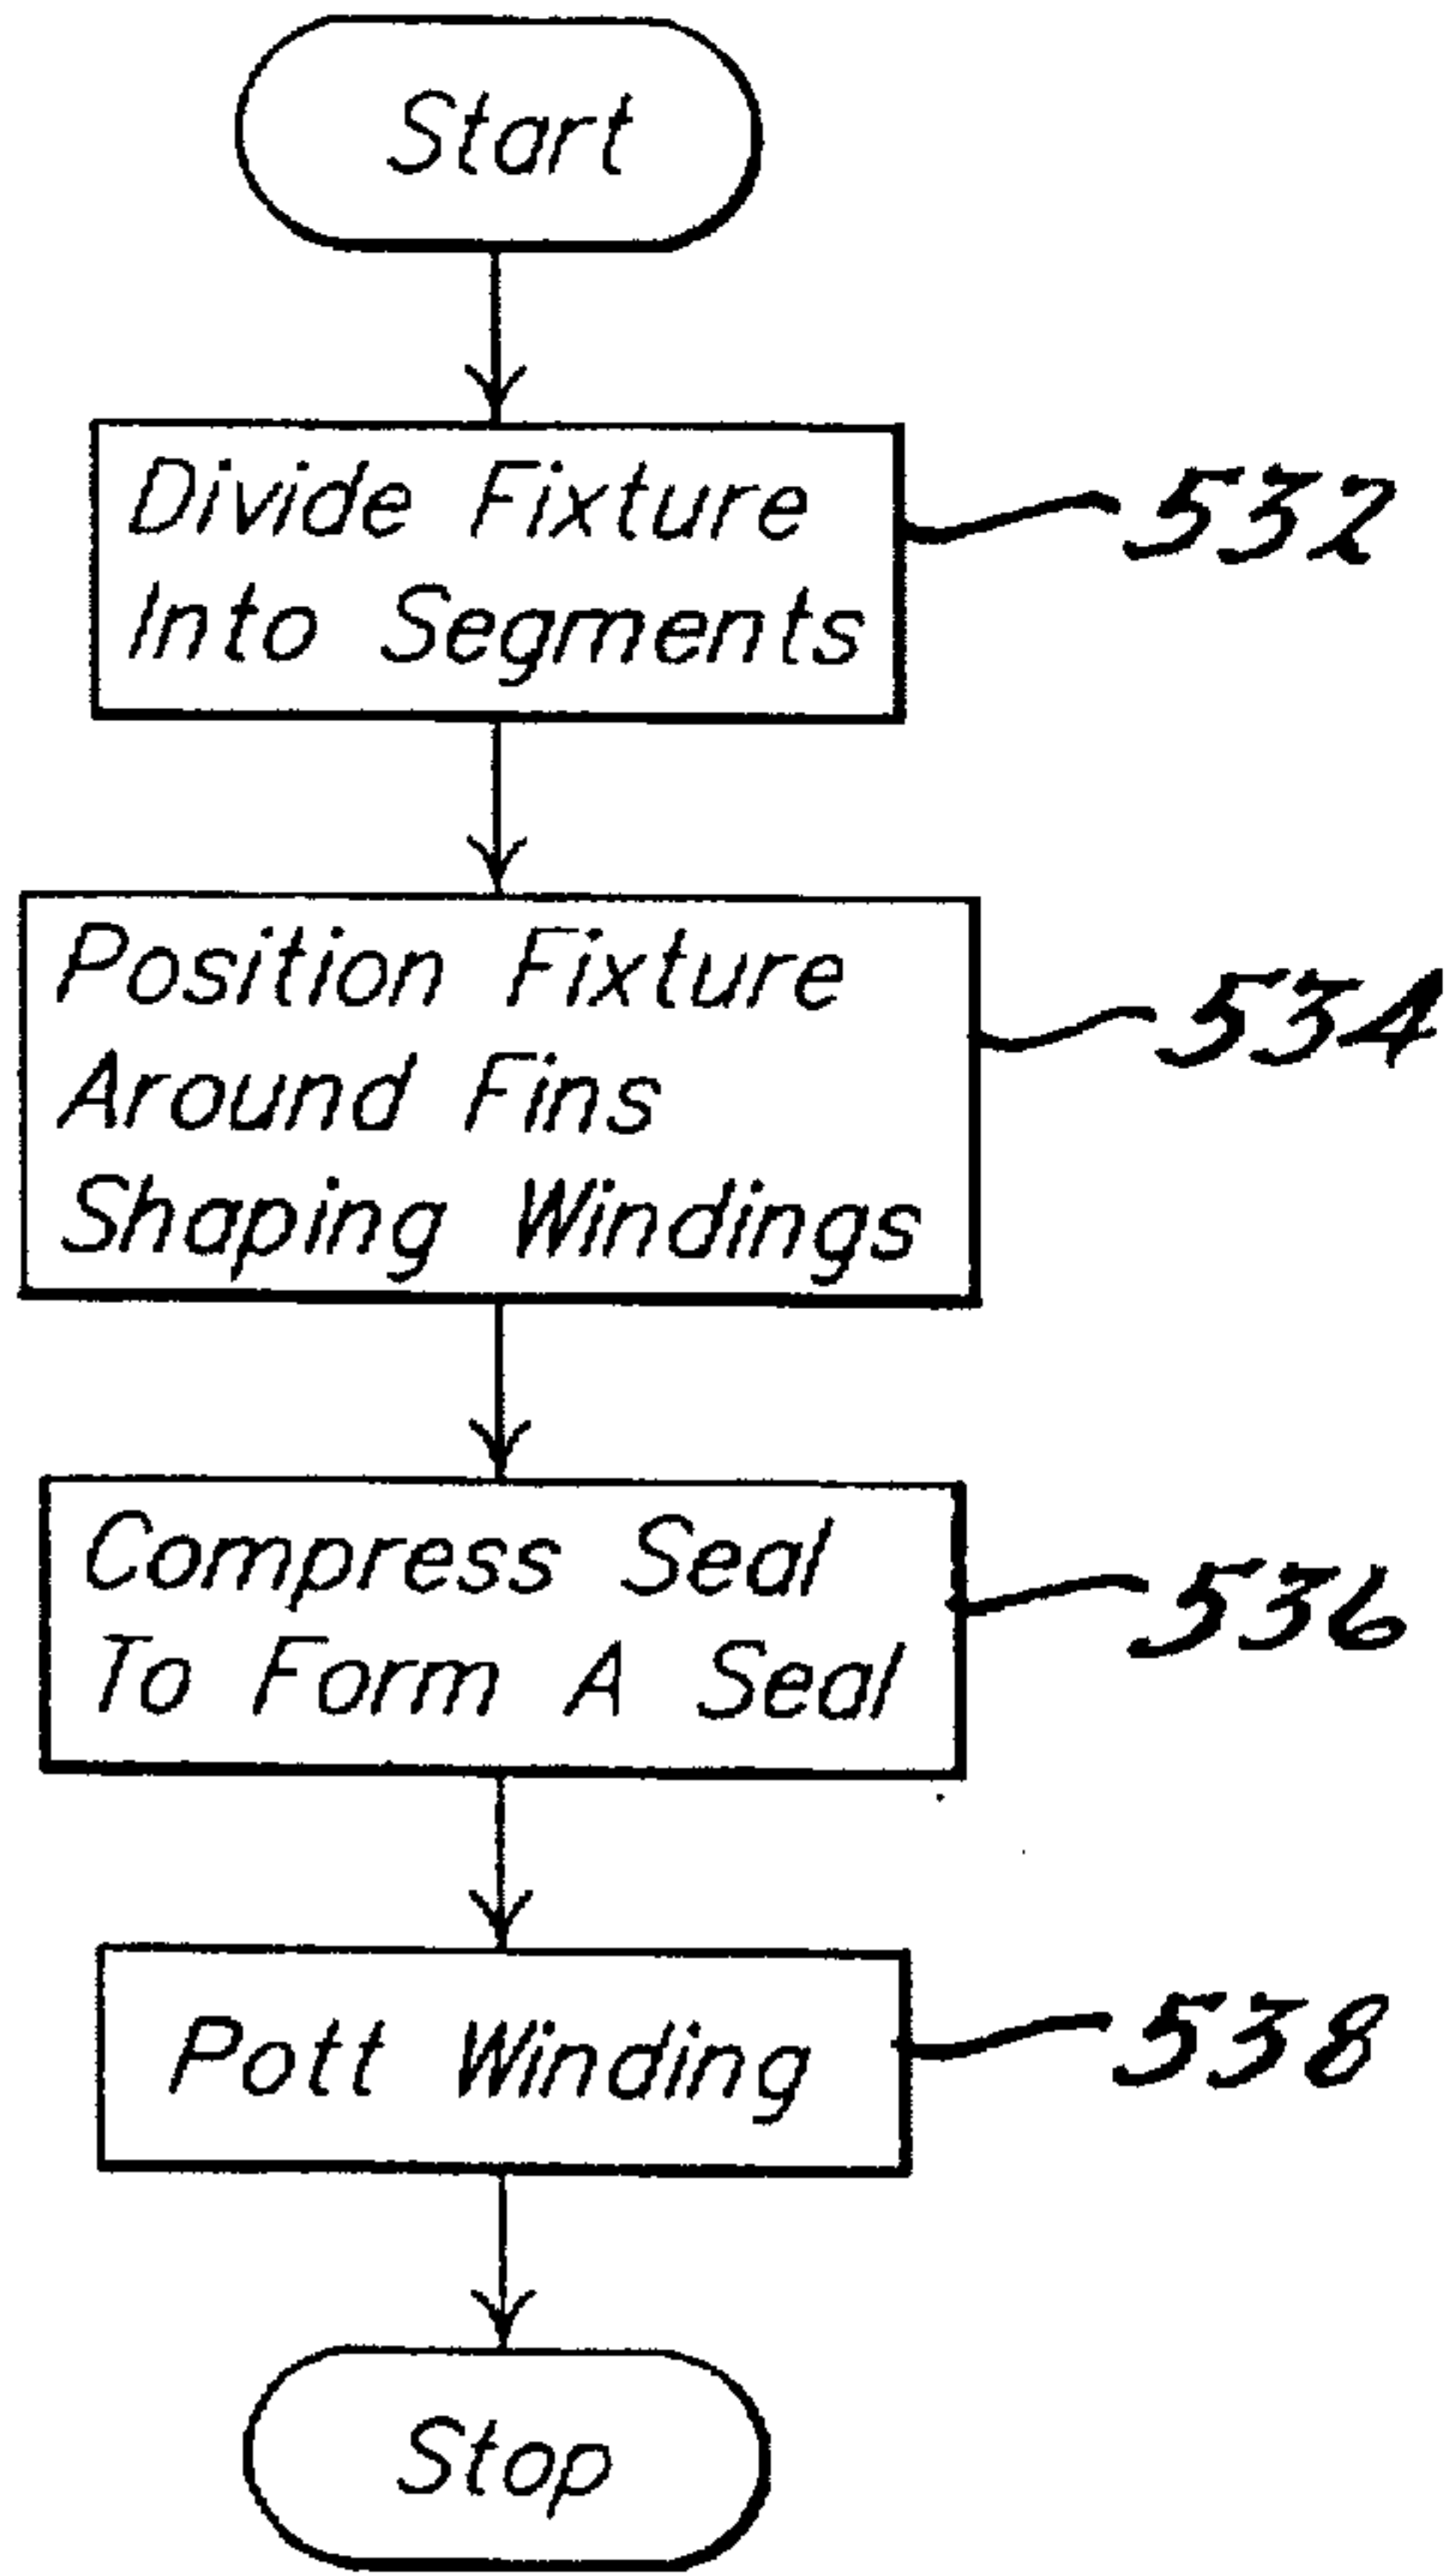 Start
Divide Fixture
Into Segments
532
Position Fixture
Around Fins
Shaping Windings
534
Compress Seal
To Form A Seal
536
Pott Winding
538
Stop